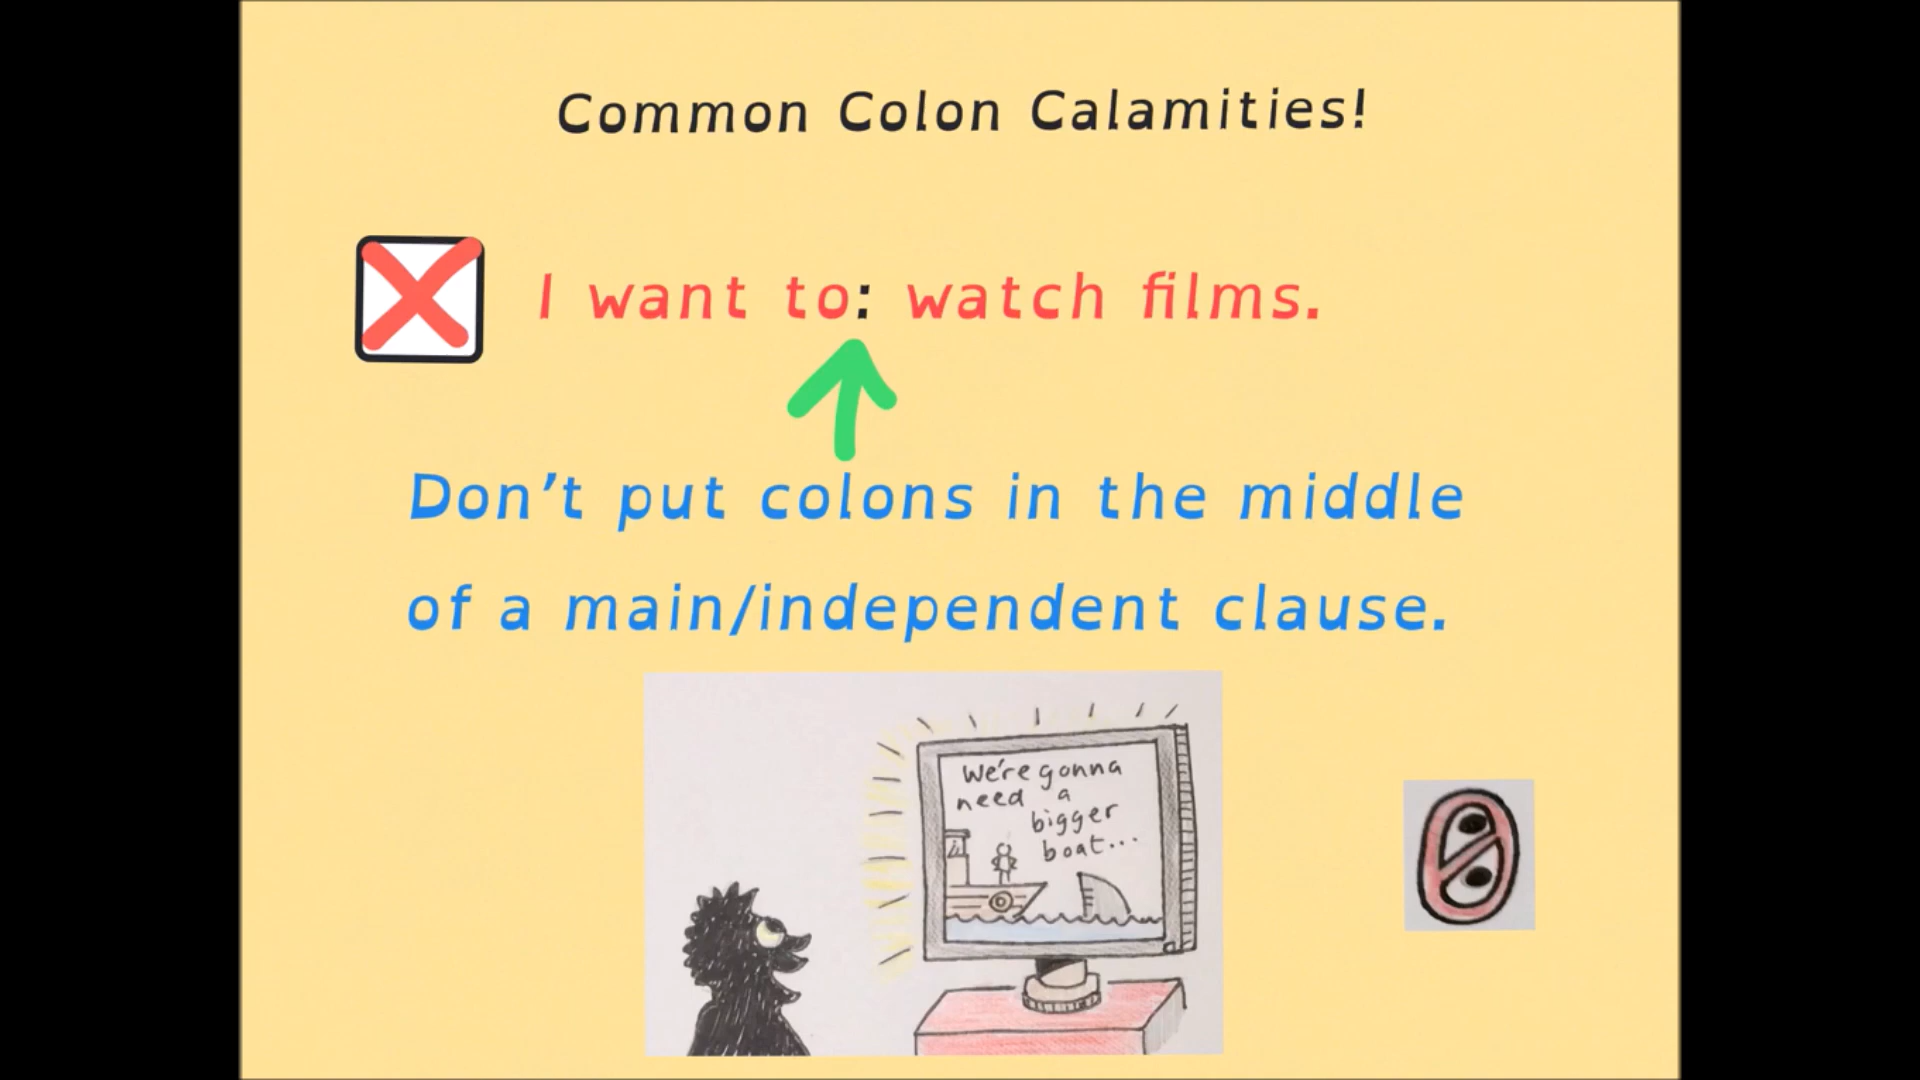 Common Colon Calamities!
I want to: watch films.
Don't put colons in the middle
of a main/independent clause.
We're gonna
need a
bigger
boat...